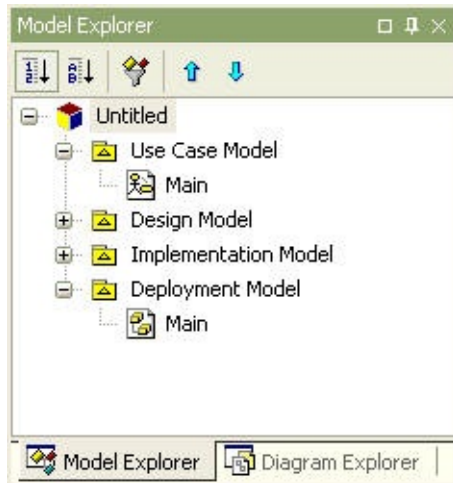 Model Explorer
Untitled
Use Case Model
Main
Design Model
Implementation Model
Deployment Model
Main
Model Explorer Diagram Explorer